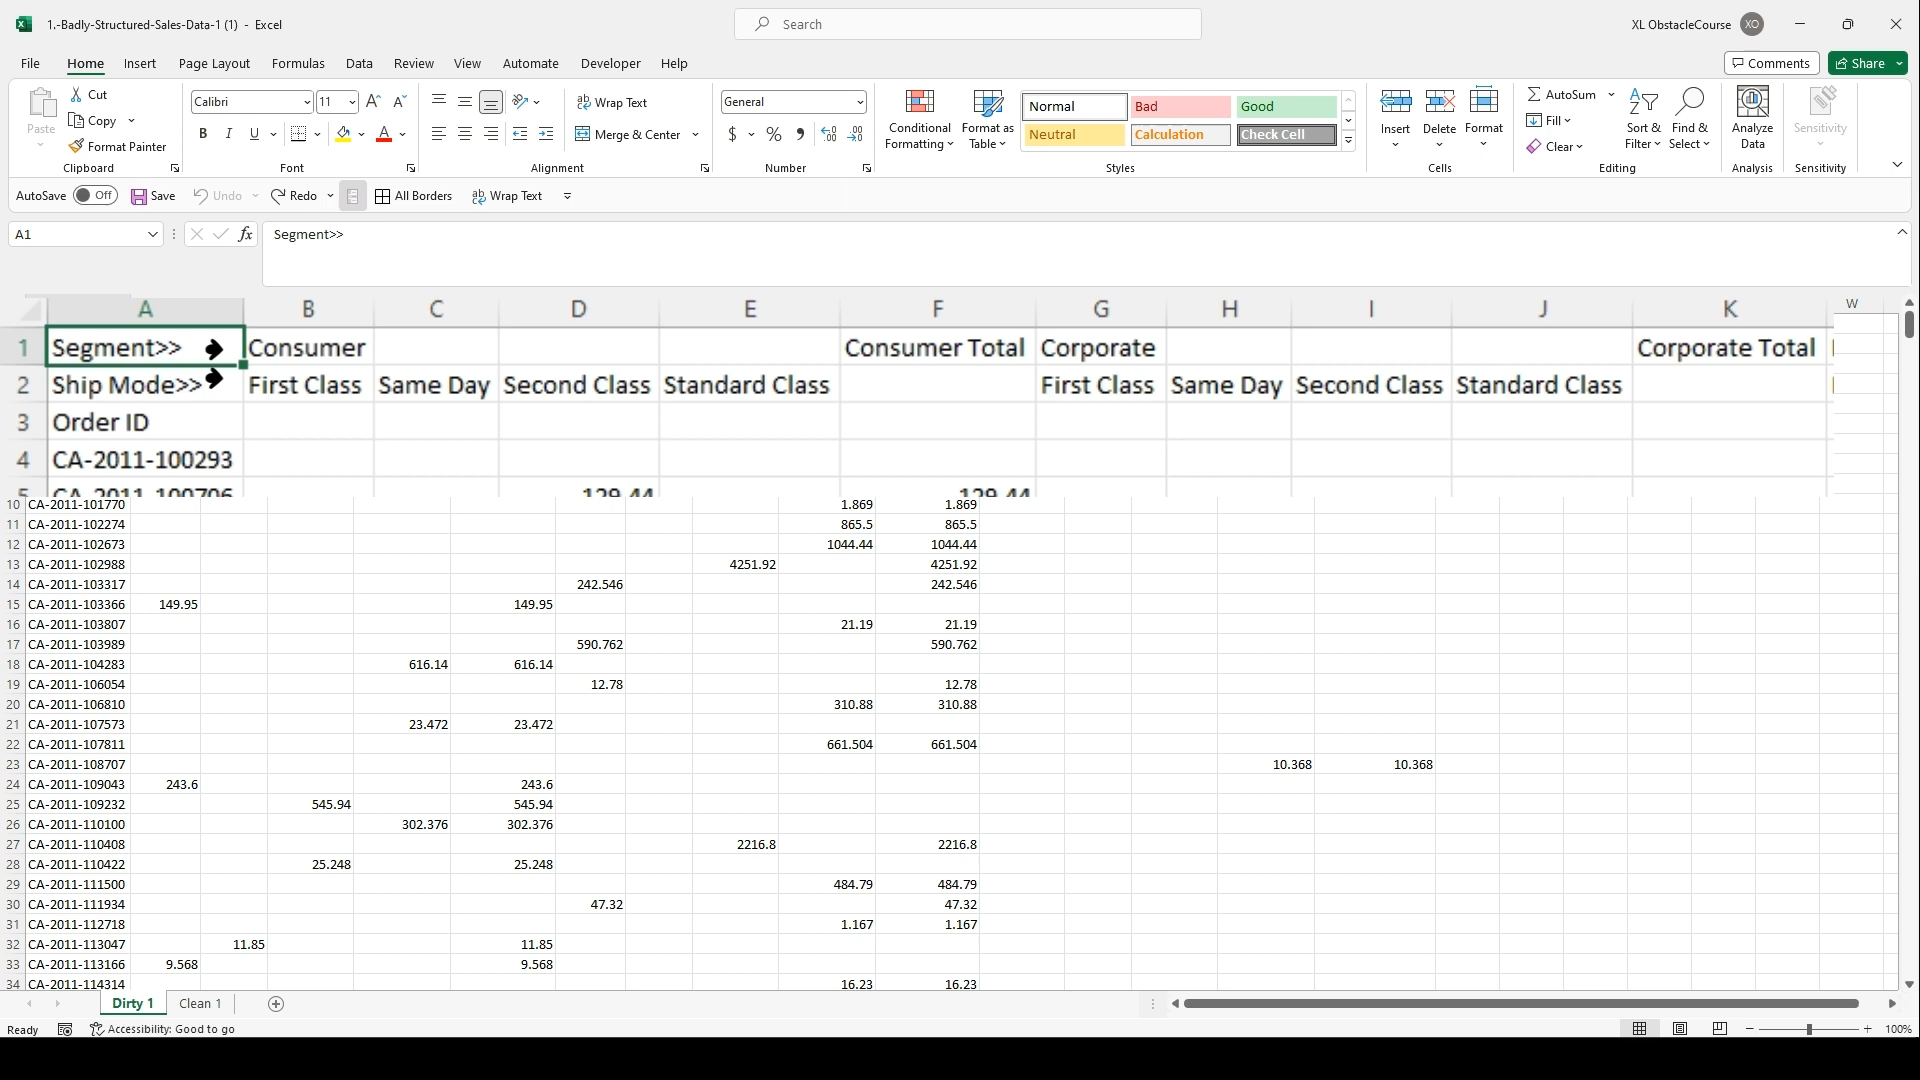 1.-Badly-Structured-Sales-Data-1 (1) - Excel
Search
XL ObstacleCourse XO
File Home Insert Page Layout Formulas Data Review View Automate Developer Help
Comments Share
Paste
Cut
Copy
Format Painter
Clipboard
Calibri 11
B I U
Font
Wrap Text
Merge & Center
Alignment
General
$ %
Number
Conditional Formatting
Format as Table
Normal Bad Good
Neutral Calculation Check Cell
Styles
Insert Delete Format
Cells
AutoSum
Fill
Clear
Sort & Filter
Find & Select
Editing
Analyze Data
Analysis
Sensitivity
Sensitivity
AutoSave Off Save Undo Redo All Borders Wrap Text
A1 fx Segment>>
A B C D E F G H I J K W
1 Segment>> Consumer Consumer Total Corporate Corporate Total
2 Ship Mode>> First Class Same Day Second Class Standard Class First Class Same Day Second Class Standard Class
3 Order ID
4 CA-2011-100293
5 CA-2011-100706 129.44 129.44
10 CA-2011-101770 1.869 1.869
11 CA-2011-102274 865.5 865.5
12 CA-2011-102673 1044.44 1044.44
13 CA-2011-102988 4251.92 4251.92
14 CA-2011-103317 242.546 242.546
15 CA-2011-103366 149.95 149.95
16 CA-2011-103807 21.19 21.19
17 CA-2011-103989 590.762 590.762
18 CA-2011-104283 616.14 616.14
19 CA-2011-106054 12.78 12.78
20 CA-2011-106810 310.88 310.88
21 CA-2011-107573 23.472 23.472
22 CA-2011-107811 661.504 661.504
23 CA-2011-108707 10.368 10.368
24 CA-2011-109043 243.6 243.6
25 CA-2011-109232 545.94 545.94
26 CA-2011-110100 302.376 302.376
27 CA-2011-110408 2216.8 2216.8
28 CA-2011-110422 25.248 25.248
29 CA-2011-111500 484.79 484.79
30 CA-2011-111934 47.32 47.32
31 CA-2011-112718 1.167 1.167
32 CA-2011-113047 11.85 11.85
33 CA-2011-113166 9.568 9.568
34 CA-2011-114314 16.23 16.23
Dirty 1 Clean 1
Ready Accessibility: Good to go 100%